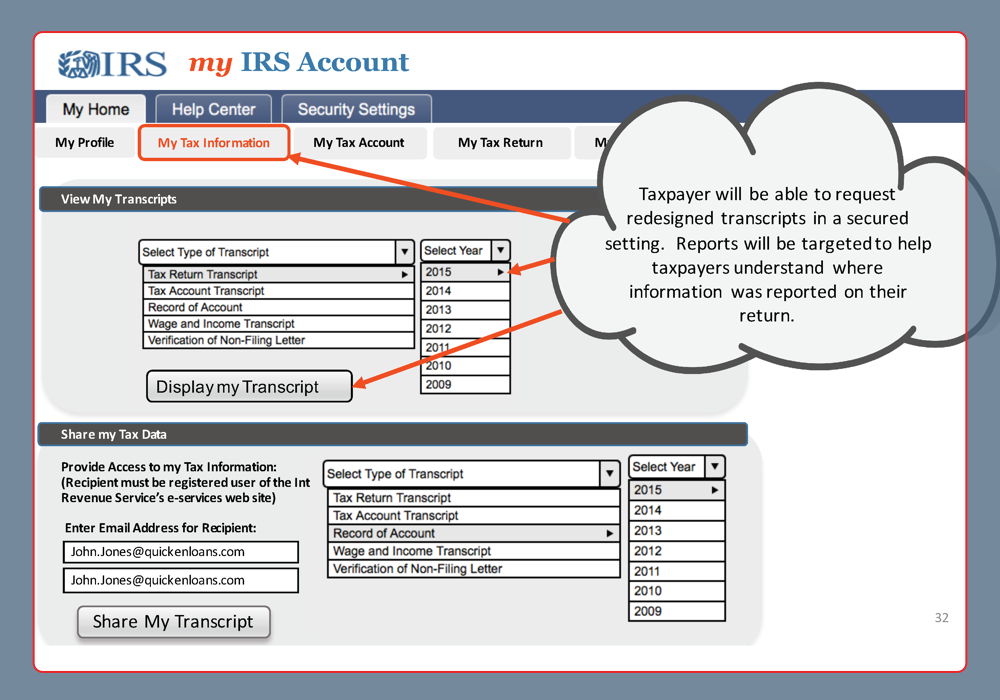 IRS my IRS Account
My Home Help Center Security Settings
My Profile My Tax Information My Tax Account My Tax Return M
View My Transcripts
Taxpayer will be able to request
redesigned transcripts in a secured
setting. Reports will be targeted to help
taxpayers understand where
information was reported on their
return.
Select Type of Transcript
Tax Return Transcript
Tax Account Transcript
Record of Account
Wage and Income Transcript
Verification of Non-Filing Letter
Select Year
2015
2014
2013
2012
2011
2010
2009
Display my Transcript
Share my Tax Data
Provide Access to my Tax Information:
(Recipient must be registered user of the Int
Revenue Service's e-services web site)
Enter Email Address for Recipient:
John.Jones@quickenloans.com
John.Jones@quickenloans.com
Share My Transcript
Select Type of Transcript
Tax Return Transcript
Tax Account Transcript
Record of Account
Wage and Income Transcript
Verification of Non-Filing Letter
Select Year
2015
2014
2013
2012
2011
2010
2009
32